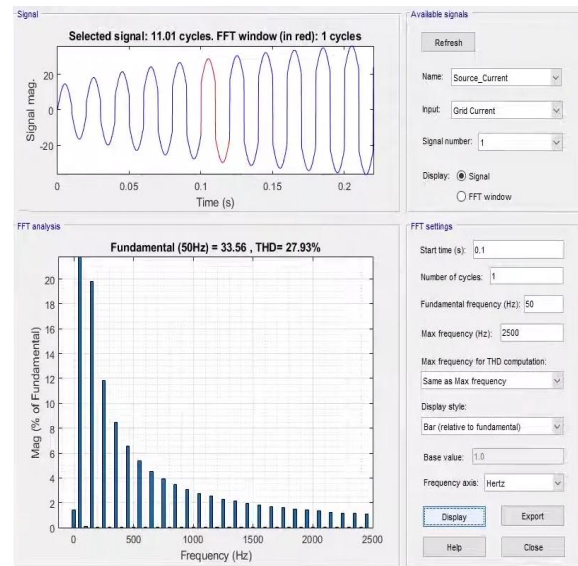 Signal
Selected signal: 11.01 cycles. FFT window (in red): 1 cycles
20
0
-20
Signal mag.
0
0.05
0.1
0.15
0.2
Time (s)
FFT analysis
Fundamental (50Hz) = 33.56 , THD= 27.93%
20
18
16
14
12
10
8
6
4
2
0
Mag (% of Fundamental)
0
500
1000
1500
2000
2500
Frequency (Hz)
Available signals
Refresh
Name: Source_Current
Input: Grid Current
Signal number: 1
Display: Signal
FFT window
FFT settings
Start time (s): 0.1
Number of cycles: 1
Fundamental frequency (Hz): 50
Max frequency (Hz): 2500
Max frequency for THD computation:
Same as Max frequency
Display style:
Bar (relative to fundamental)
Base value: 1.0
Frequency axis: Hertz
Display Export
Help Close